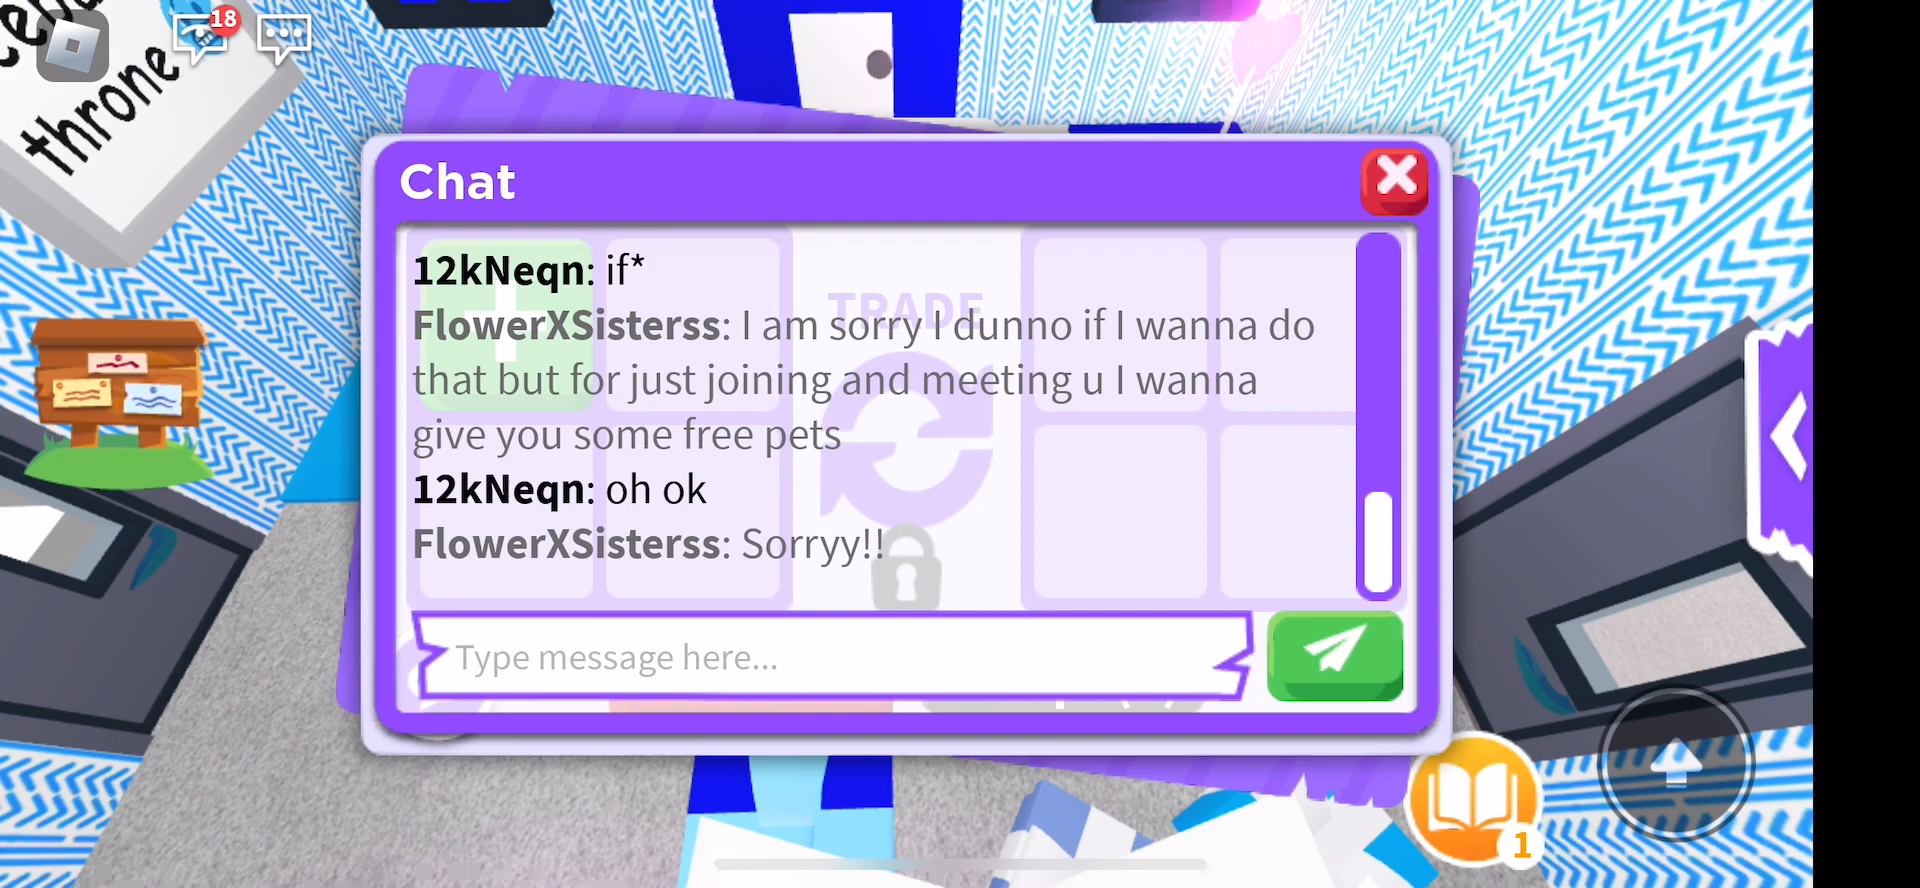 throne
18
Chat
12kNeqn: if*
TRADE
FlowerXSisterss: I am sorry I dunno if I wanna do
that but for just joining and meeting u I wanna
give you some free pets
12kNeqn: oh ok
FlowerXSisterss: Sorryy!!
Type message here...
1